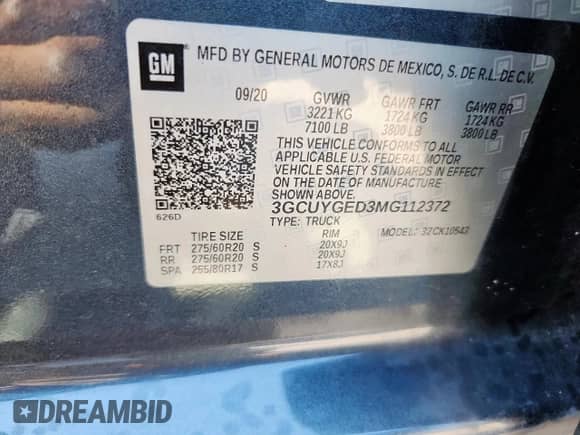 GM
MFD BY GENERAL MOTORS DE MEXICO, S. DE R.L. DE C.V.
09/20 GVWR GAWR FRT GAWR RR
3221 KG 1724 KG 1724 KG
7100 LB 3800 LB 3800 LB
THIS VEHICLE CONFORMS TO ALL
APPLICABLE U.S. FEDERAL MOTOR
VEHICLE SAFETY STANDARDS IN EFFECT
ON THE DATE OF MANUFACTURE
SHOWN ABOVE.
626D 3GCUYGED3MG112372
TYPE: TRUCK MODEL: 32CK10543
TIRE SIZE RIM
FRT 275/60R20 S 20X9J
RR 275/60R20 S 20X9J
SPA 255/80R17 S 17X8J
DREAMBID